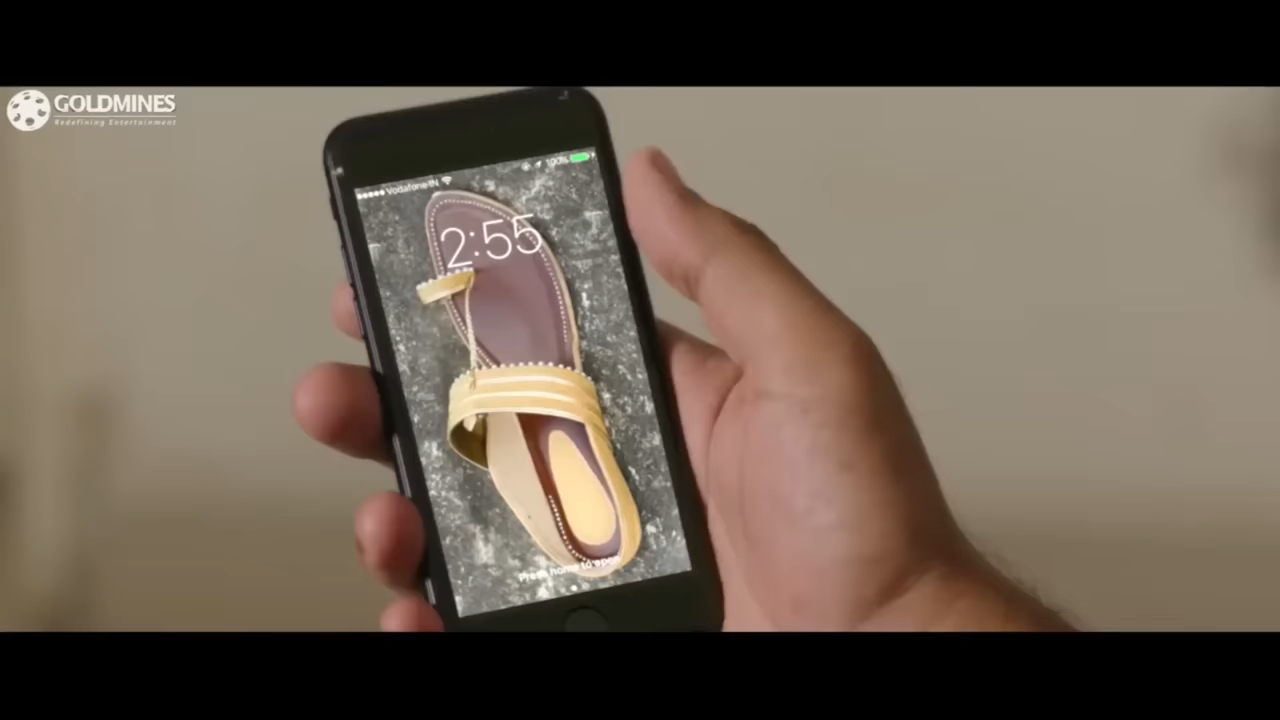 GOLDMINES
Redefining Entertainment
Vodafone IN
100%
2:55
Press home to open